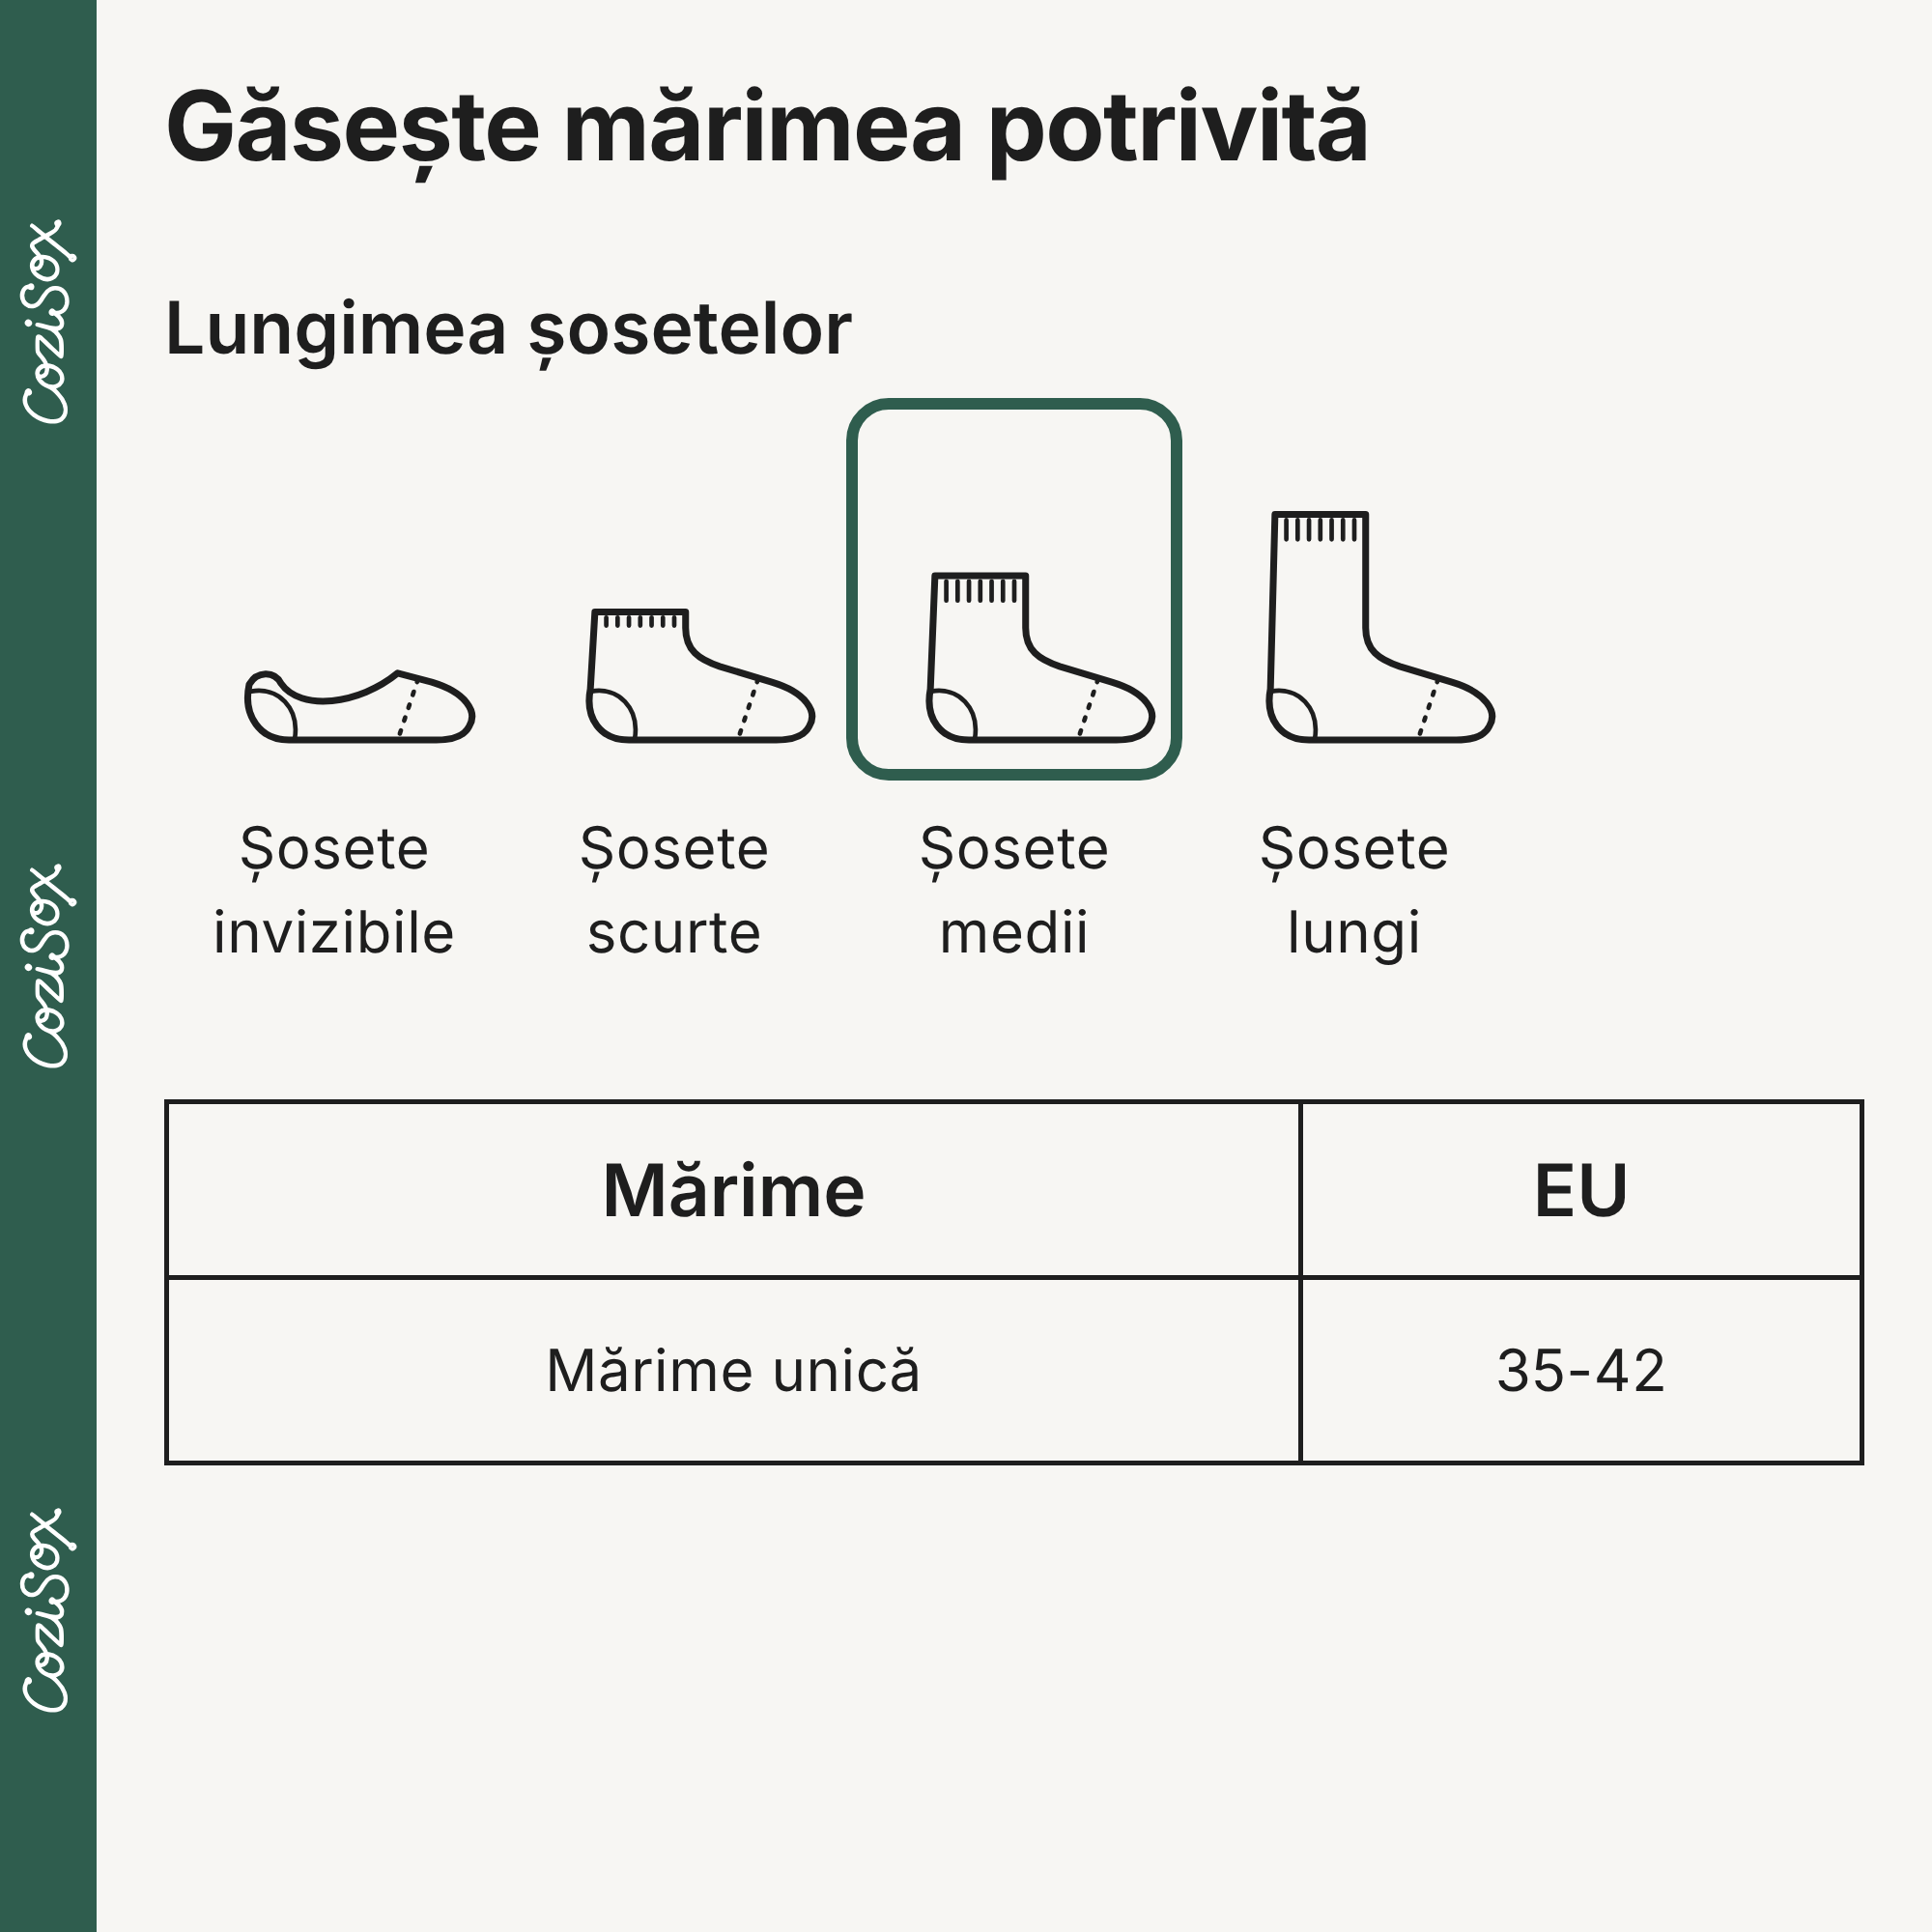 Găsește mărimea potrivită
Lungimea șosetelor
Șosete invizibile
Șosete scurte
Șosete medii
Șosete lungi
Mărime EU
Mărime unică 35-42
CoziSox
CoziSox
CoziSox